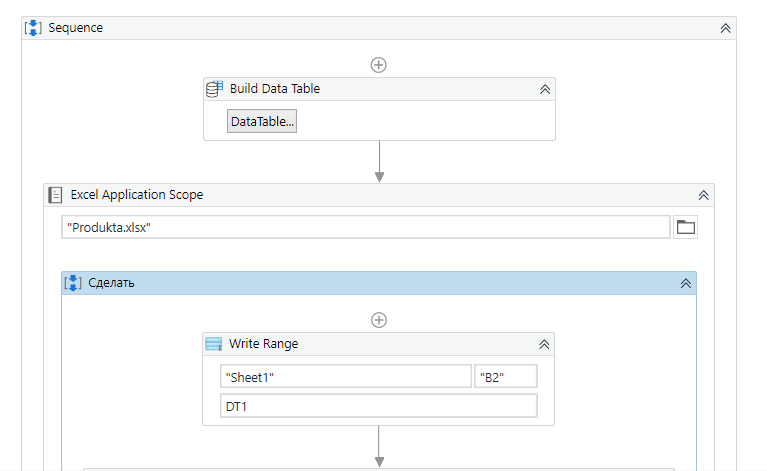 Sequence
Build Data Table
DataTable...
Excel Application Scope
"Produkta.xlsx"
Сделать
Write Range
"Sheet1" "B2"
DT1